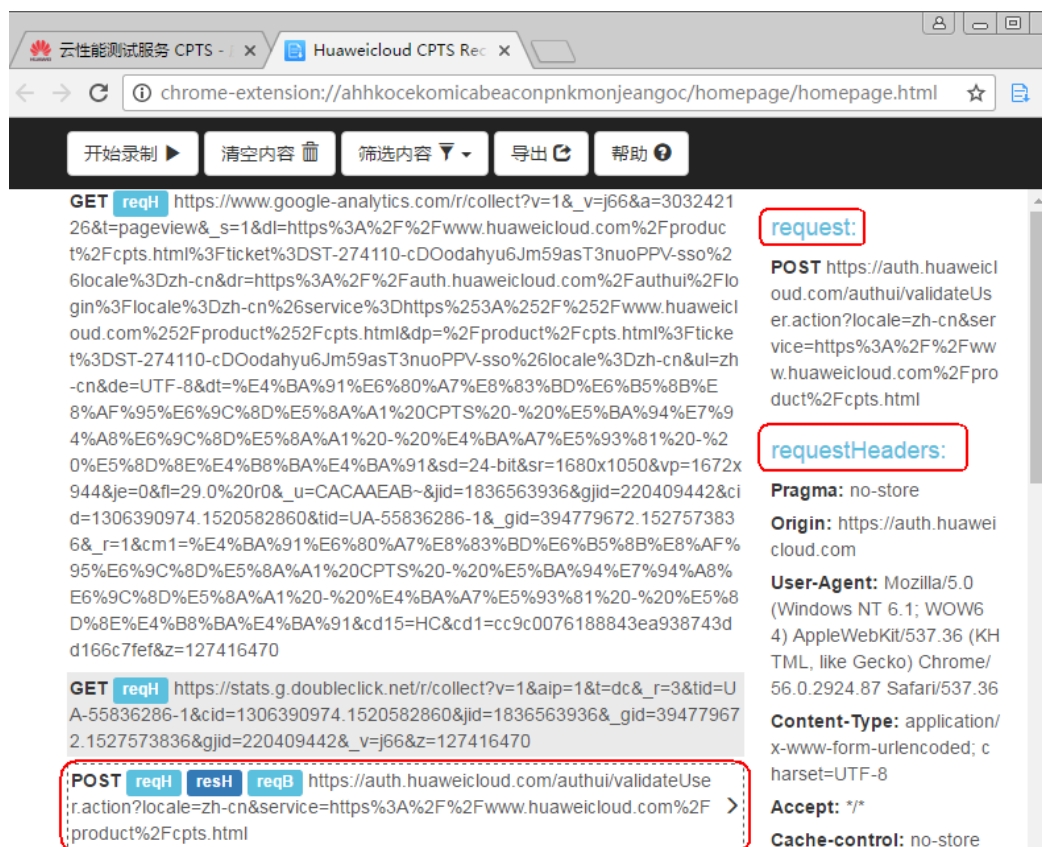 云性能测试服务 CPTS -
Huaweicloud CPTS Rec
chrome-extension://ahhkocekomicabeaconpnkmonjeangoc/homepage/homepage.html
开始录制
清空内容
筛选内容
导出
帮助
GET reqH https://www.google-analytics.com/r/collect?v=1&_v=j66&a=3032421
26&t=pageview&_s=1&dl=https%3A%2F%2Fwww.huaweicloud.com%2Fproduc
t%2Fcpts.html%3Fticket%3DST-274110-cDOodahyu6Jm59asT3nuoPPV-sso%2
6locale%3Dzh-cn&dr=https%3A%2F%2Fauth.huaweicloud.com%2Fauthui%2Flo
gin%3Flocale%3Dzh-cn%26service%3Dhttps%253A%252F%252Fwww.huaweicl
oud.com%252Fproduct%252Fcpts.html&dp=%2Fproduct%2Fcpts.html%3Fticke
t%3DST-274110-cDOodahyu6Jm59asT3nuoPPV-sso%26locale%3Dzh-cn&ul=zh
-cn&de=UTF-8&dt=%E4%BA%91%E6%80%A7%E8%83%BD%E6%B5%8B%E
8%AF%95%E6%9C%8D%E5%8A%A1%20CPTS%20-%20%E5%BA%94%E7%9
4%A8%E6%9C%8D%E5%8A%A1%20-%20%E4%BA%A7%E5%93%81%20-%2
0%E5%8D%8E%E4%B8%BA%E4%BA%91&sd=24-bit&sr=1680x1050&vp=1672x
944&je=0&fl=29.0%20r0&_u=CACAAEAB~&jid=1836563936&gjid=220409442&ci
d=1306390974.1520582860&tid=UA-55836286-1&_gid=394779672.152757383
6&_r=1&cm1=%E4%BA%91%E6%80%A7%E8%83%BD%E6%B5%8B%E8%AF%
95%E6%9C%8D%E5%8A%A1%20CPTS%20-%20%E5%BA%94%E7%94%A8%
E6%9C%8D%E5%8A%A1%20-%20%E4%BA%A7%E5%93%81%20-%20%E5%8
D%8E%E4%B8%BA%E4%BA%91&cd15=HC&cd1=cc9c0076188843ea938743d
d166c7fef&z=127416470
GET reqH https://stats.g.doubleclick.net/r/collect?v=1&aip=1&t=dc&_r=3&tid=U
A-55836286-1&cid=1306390974.1520582860&jid=1836563936&_gid=39477967
2.1527573836&gjid=220409442&_v=j66&z=127416470
POST reqH resH reqB https://auth.huaweicloud.com/authui/validateUse
r.action?locale=zh-cn&service=https%3A%2F%2Fwww.huaweicloud.com%2F
product%2Fcpts.html
request:
POST https://auth.huaweicl
oud.com/authui/validateUs
er.action?locale=zh-cn&ser
vice=https%3A%2F%2Fww
w.huaweicloud.com%2Fpro
duct%2Fcpts.html
requestHeaders:
Pragma: no-store
Origin: https://auth.huawei
cloud.com
User-Agent: Mozilla/5.0
(Windows NT 6.1; WOW6
4) AppleWebKit/537.36 (KH
TML, like Gecko) Chrome/
56.0.2924.87 Safari/537.36
Content-Type: application/
x-www-form-urlencoded; c
harset=UTF-8
Accept: */*
Cache-control: no-store